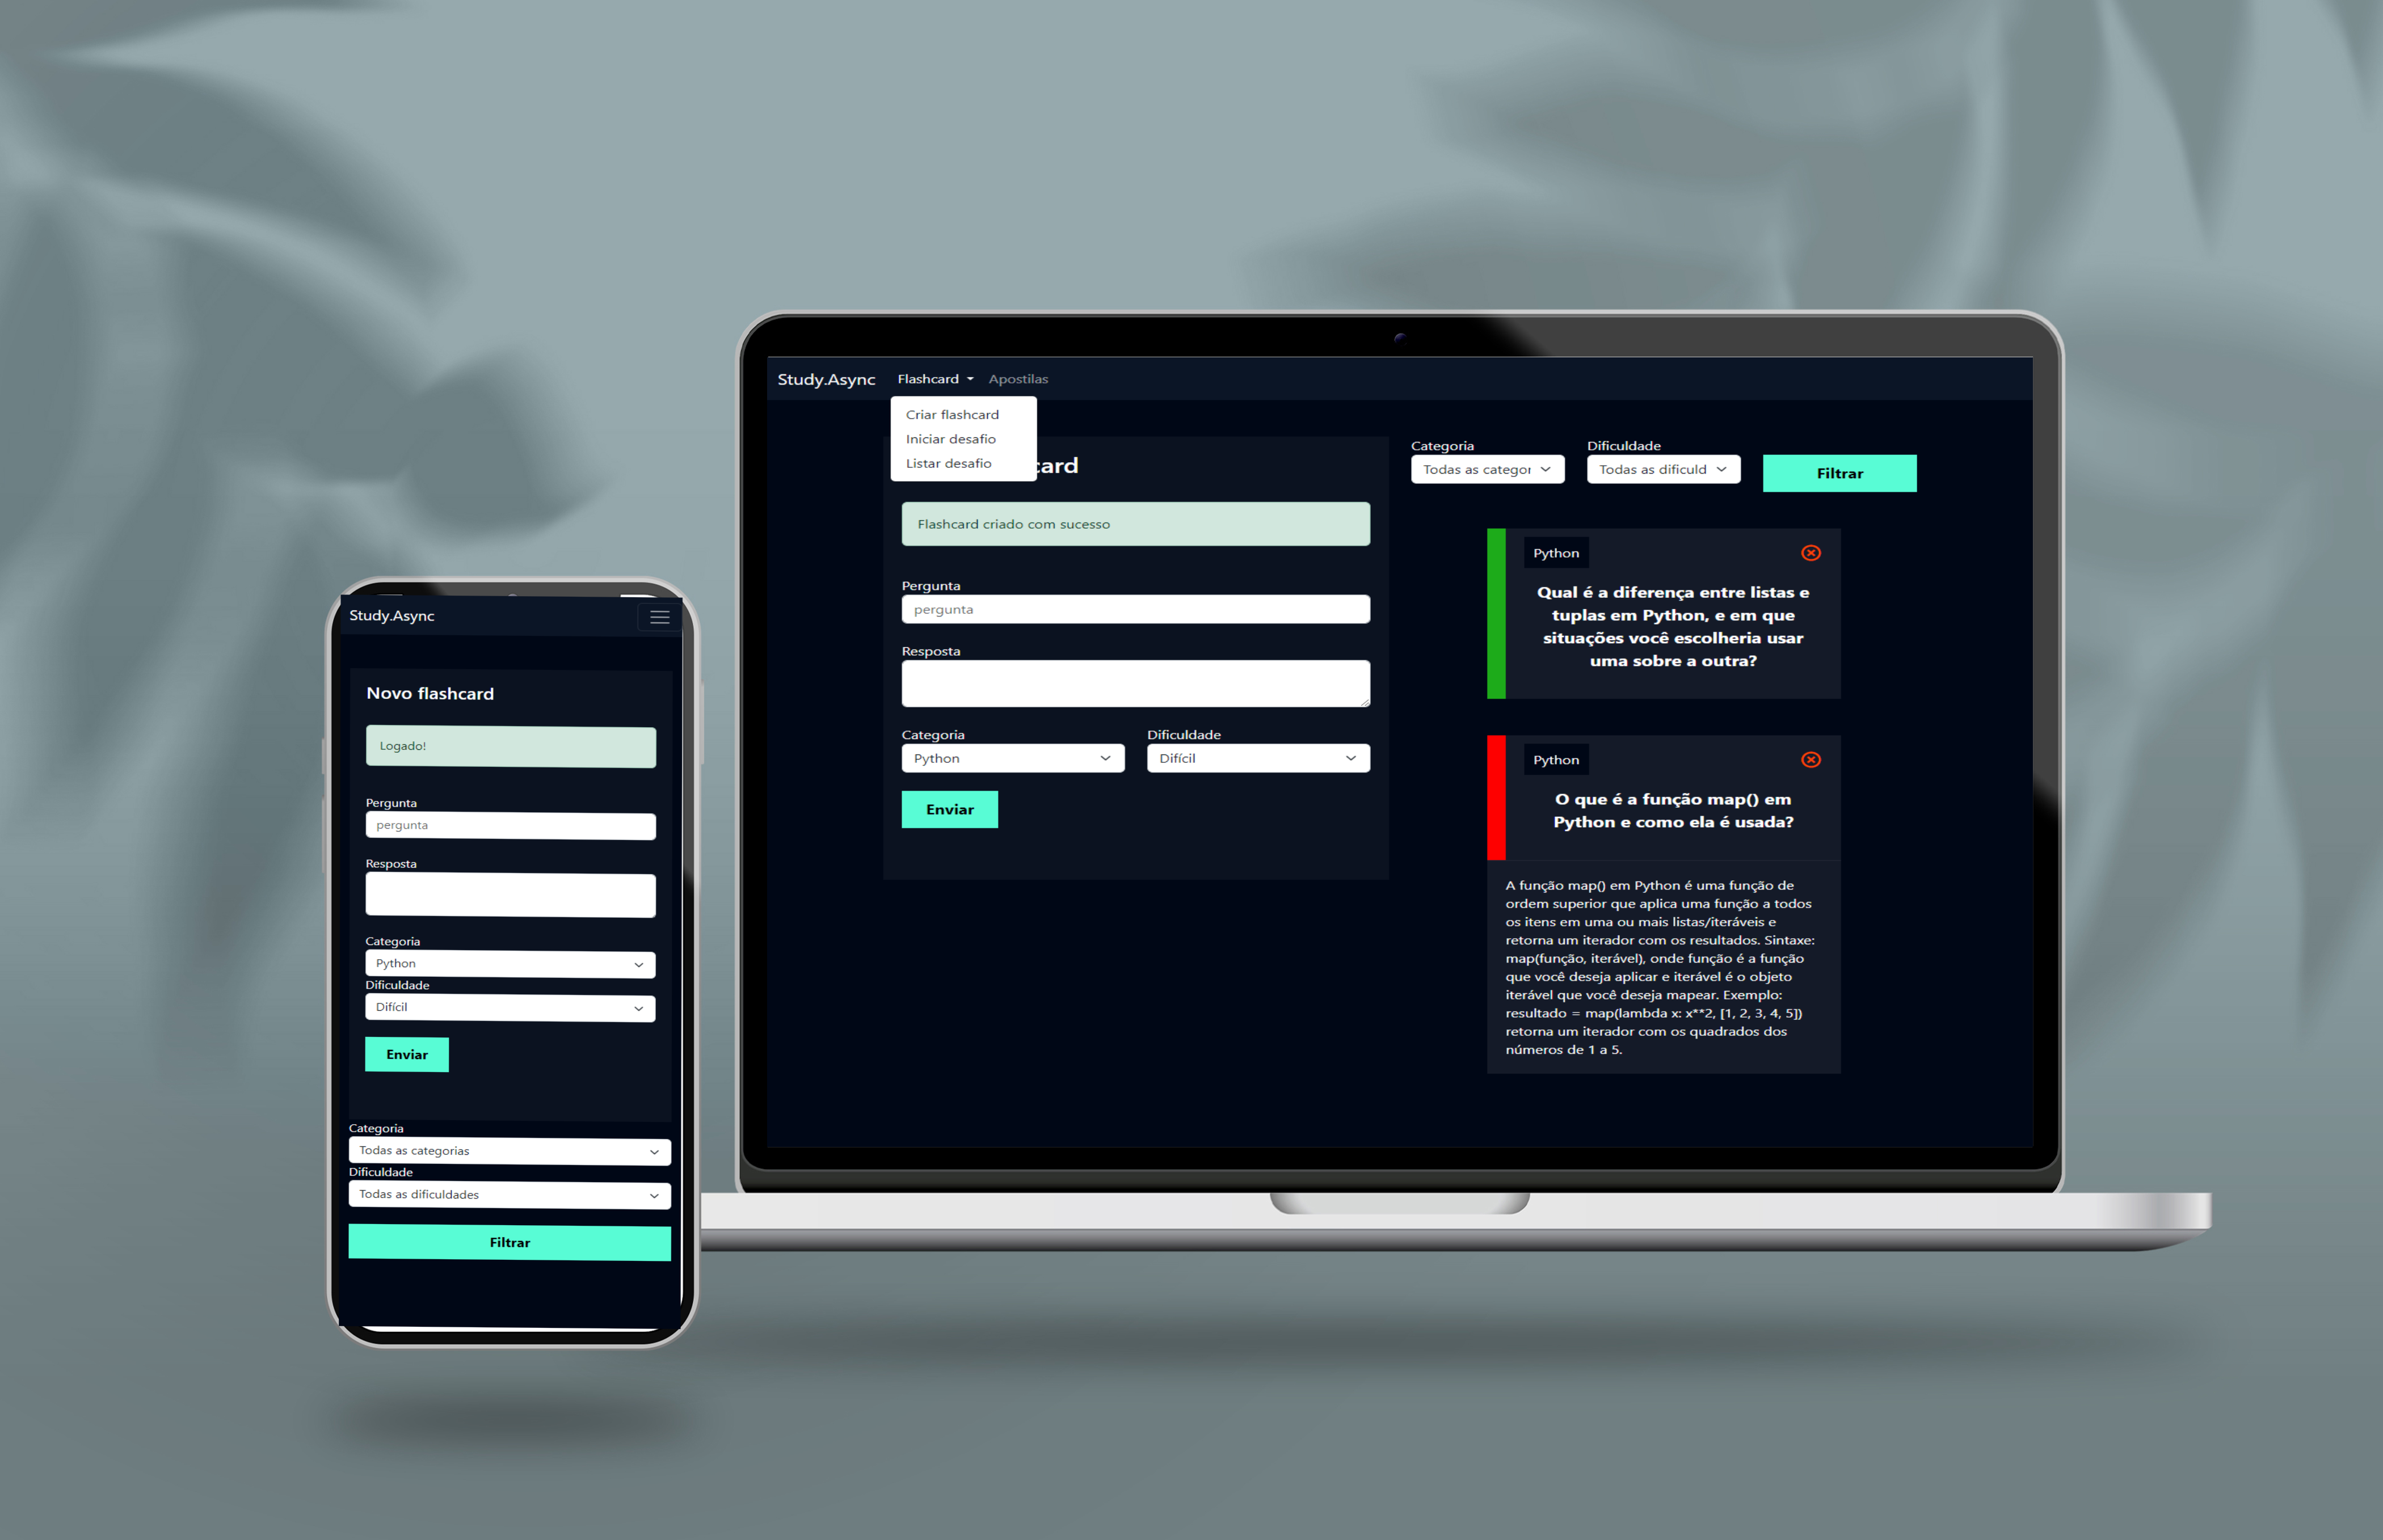 Study.Async
Novo flashcard
Logado!
Pergunta
pergunta
Resposta
Categoria
Python
Dificuldade
Difícil
Enviar
Categoria
Todas as categorias
Dificuldade
Todas as dificuldades
Filtrar
Study.Async Flashcard Apostilas
Criar flashcard
Iniciar desafio
Listar desafio
card
Flashcard criado com sucesso
Pergunta
pergunta
Resposta
Categoria Dificuldade
Python Difícil
Enviar
Categoria Dificuldade
Todas as categor Todas as dificuld Filtrar
Python
Qual é a diferença entre listas e
tuplas em Python, e em que
situações você escolheria usar
uma sobre a outra?
Python
O que é a função map() em
Python e como ela é usada?
A função map() em Python é uma função de
ordem superior que aplica uma função a todos
os itens em uma ou mais listas/iteráveis e
retorna um iterador com os resultados. Sintaxe:
map(função, iterável), onde função é a função
que você deseja aplicar e iterável é o objeto
iterável que você deseja mapear. Exemplo:
resultado = map(lambda x: x**2, [1, 2, 3, 4, 5])
retorna um iterador com os quadrados dos
números de 1 a 5.